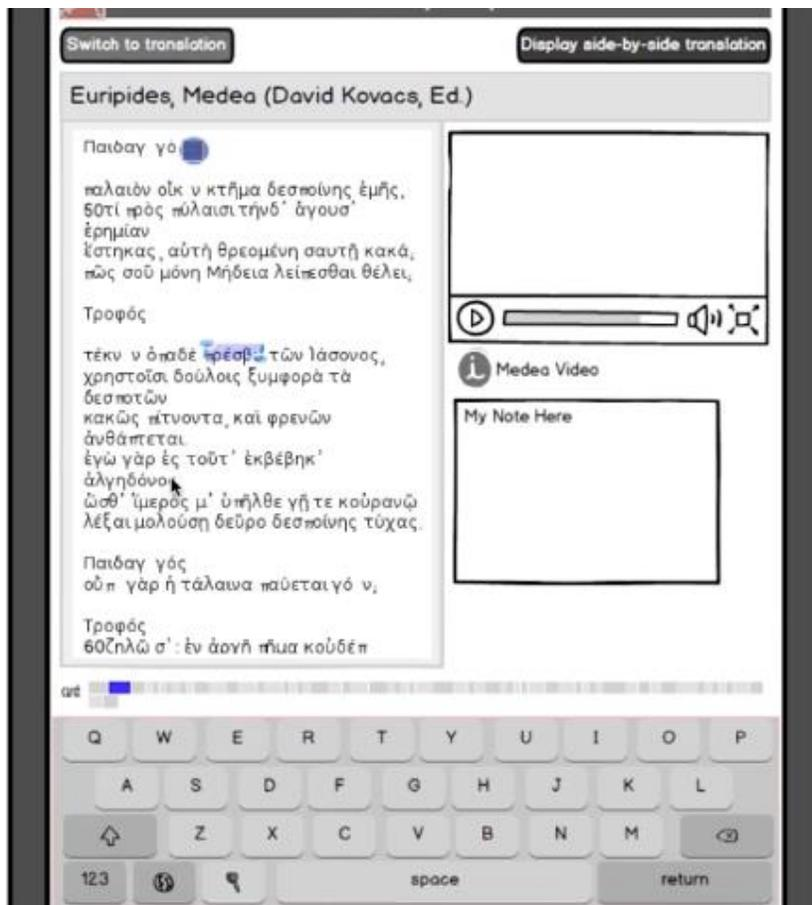 Switch to translation
Display side-by-side translation
Euripides, Medea (David Kovacs, Ed.)
Παιδαγ γό
παλαιὸν οἴκ ν κτῆμα δεσποίνης ἐμῆς,
50τί πρὸς πύλαισι τήνδ᾽ ἄγουσ᾽
ἐρημίαν
ἕστηκας, αὐτὴ θρεομένη σαυτῇ κακά;
πῶς σοῦ μόνη Μήδεια λείπεσθαι θέλει;
Τροφός
τέκν ν ὀπαδὲ πρέσβυ τῶν Ἰάσονος,
χρηστοῖσι δούλοις ξυμφορὰ τὰ
δεσποτῶν
κακῶς πίτνοντα, καὶ φρενῶν
ἀνθάπτεται.
ἐγὼ γὰρ ἐς τοῦτ᾽ ἐκβέβηκ᾽
ἀλγηδόνο
ὥσθ᾽ ἵμερός μ᾽ ὑπῆλθε γῇ τε κοὐρανῷ
λέξαι μολούσῃ δεῦρο δεσποίνης τύχας.
Παιδαγ γός
οὔπ γὰρ ἡ τάλαινα παύεται γό ν;
Τροφός
60ζηλῶ σ᾽: ἐν ἀρχῇ πῆμα κοὐδέπ
Medea Video
My Note Here
card
Q W E R T Y U I O P
A S D F G H J K L
Z X C V B N M
123 space return